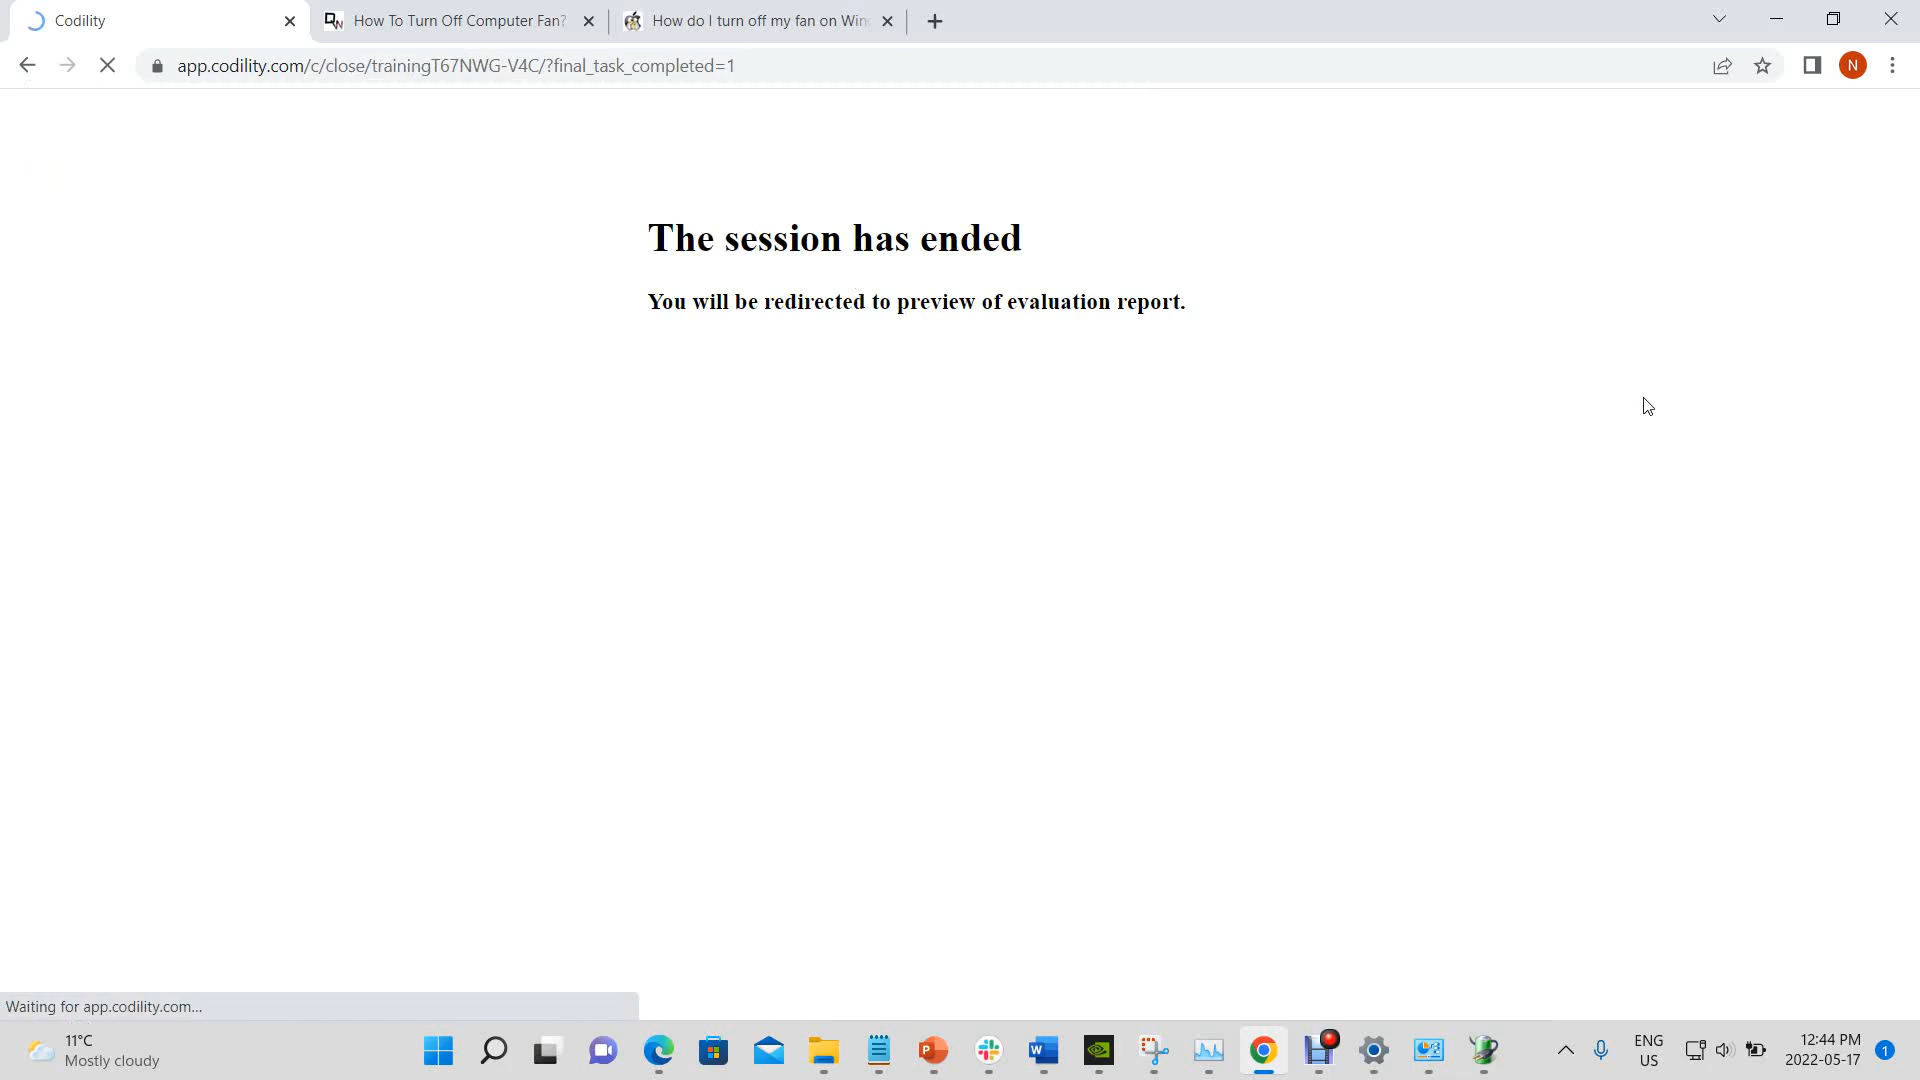 Codility
How To Turn Off Computer Fan?
How do I turn off my fan on Win
app.codility.com/c/close/trainingT67NWG-V4C/?final_task_completed=1
N
The session has ended
You will be redirected to preview of evaluation report.
Waiting for app.codility.com...
11°C
Mostly cloudy
ENG
US
12:44 PM
2022-05-17
1